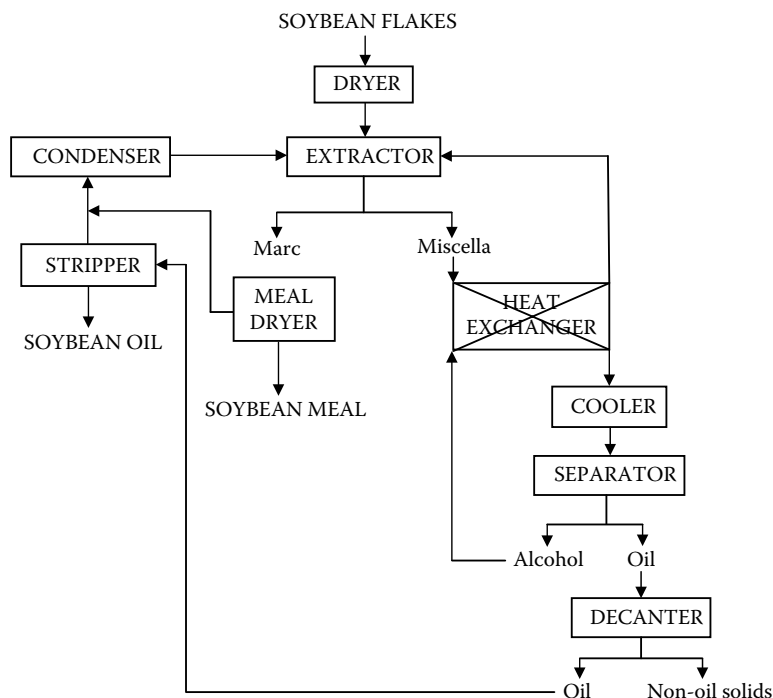 SOYBEAN FLAKES
DRYER
CONDENSER
EXTRACTOR
Marc
Miscella
STRIPPER
MEAL
DRYER
HEAT
EXCHANGER
SOYBEAN OIL
SOYBEAN MEAL
COOLER
SEPARATOR
Alcohol
Oil
DECANTER
Oil
Non-oil solids